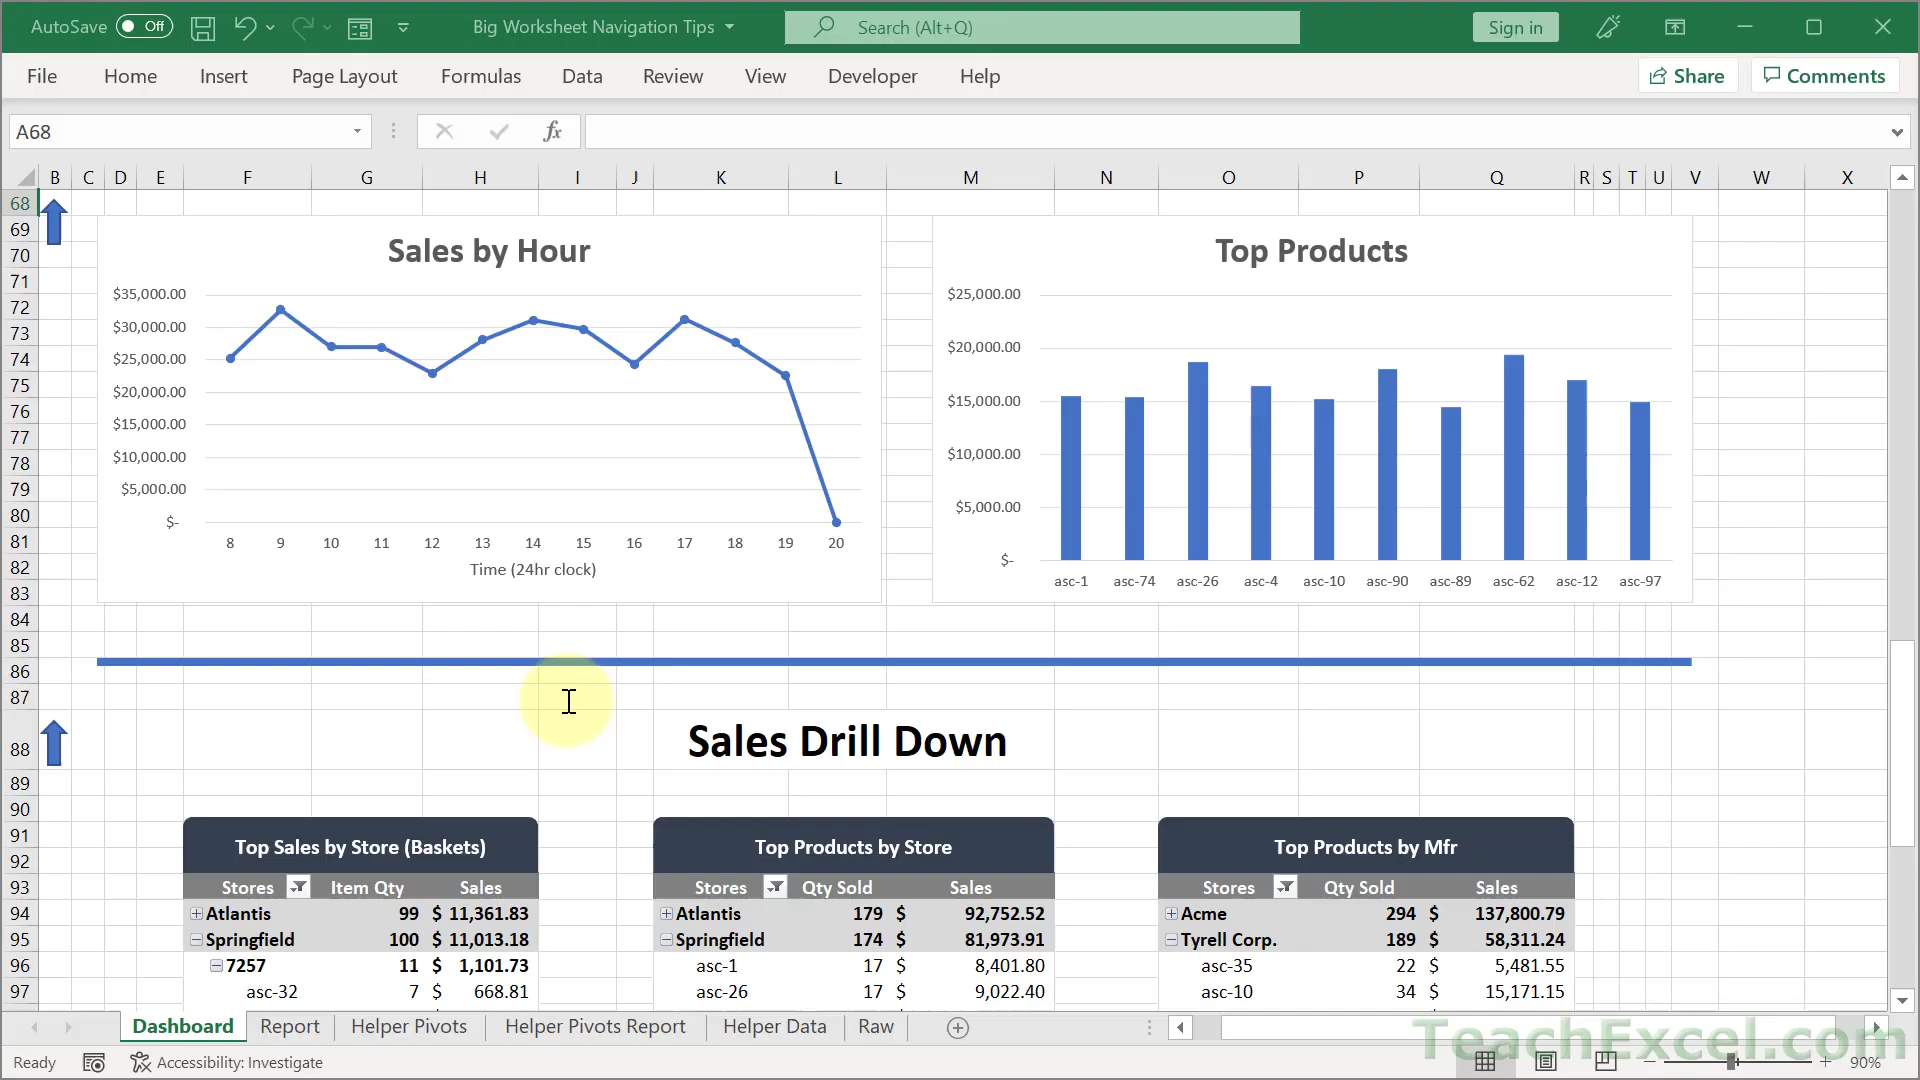 AutoSave Off Big Worksheet Navigation Tips Search (Alt+Q) Sign in
File Home Insert Page Layout Formulas Data Review View Developer Help Share Comments
A68 fx
B C D E F G H I J K L M N O P Q R S T U V W X
68
69
70
71
72
73
74
75
76
77
78
79
80
81
82
83
84
85
86
87
88
89
90
91
92
93
94
95
96
97
Sales by Hour
$35,000.00
$30,000.00
$25,000.00
$20,000.00
$15,000.00
$10,000.00
$5,000.00
$-
8 9 10 11 12 13 14 15 16 17 18 19 20
Time (24hr clock)
Top Products
$25,000.00
$20,000.00
$15,000.00
$10,000.00
$5,000.00
$-
asc-1 asc-74 asc-26 asc-4 asc-10 asc-90 asc-89 asc-62 asc-12 asc-97
Sales Drill Down
Top Sales by Store (Baskets)
Stores Item Qty Sales
Atlantis 99 $ 11,361.83
Springfield 100 $ 11,013.18
7257 11 $ 1,101.73
asc-32 7 $ 668.81
Top Products by Store
Stores Qty Sold Sales
Atlantis 179 $ 92,752.52
Springfield 174 $ 81,973.91
asc-1 17 $ 8,401.80
asc-26 17 $ 9,022.40
Top Products by Mfr
Stores Qty Sold Sales
Acme 294 $ 137,800.79
Tyrell Corp. 189 $ 58,311.24
asc-35 22 $ 5,481.55
asc-10 34 $ 15,171.15
Dashboard Report Helper Pivots Helper Pivots Report Helper Data Raw
TeachExcel.com
Ready Accessibility: Investigate 90%